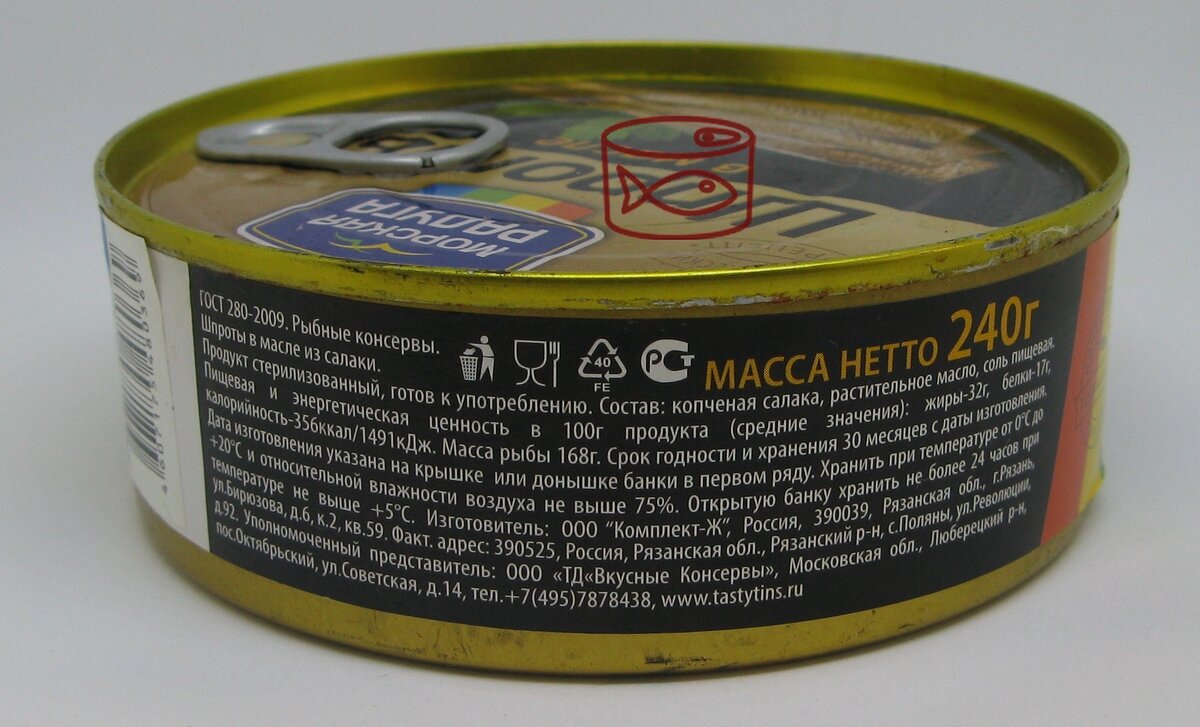 МОРСКАЯ
РАДУГА
ГОСТ 280-2009. Рыбные консервы.
Шпроты в масле из салаки.
40
FE
РСТ
МАССА НЕТТО 240г
Продукт стерилизованный, готов к употреблению. Состав: копченая салака, растительное масло, соль пищевая.
Пищевая и энергетическая ценность в 100г продукта (средние значения): жиры-32г, белки-17г,
калорийность-356ккал/1491кДж. Масса рыбы 168г. Срок годности и хранения 30 месяцев с даты изготовления.
Дата изготовления указана на крышке или донышке банки в первом ряду. Хранить при температуре от 0°С до
+20°С и относительной влажности воздуха не выше 75%. Открытую банку хранить не более 24 часов при
температуре не выше +5°С. Изготовитель: ООО "Комплект-Ж", Россия, 390039, Рязанская обл., г.Рязань,
ул.Бирюзова, д.6, к.2, кв.59. Факт. адрес: 390525, Россия, Рязанская обл., Рязанский р-н, с.Поляны, ул.Революции,
д.92. Уполномоченный представитель: ООО «ТД«Вкусные Консервы», Московская обл., Люберецкий р-н,
пос.Октябрьский, ул.Советская, д.14, тел.+7(495)7878438, www.tastytins.ru